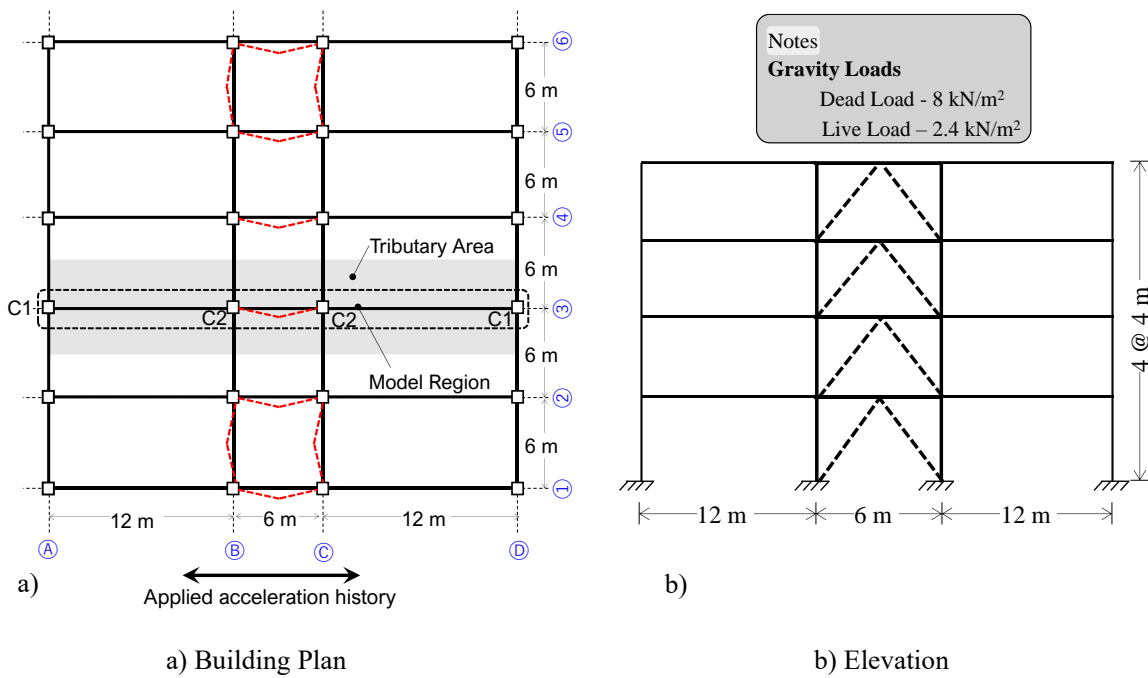 ⑥
6 m
⑤
6 m
④
Tributary Area
6 m
C1
C2
C2
C1
③
Model Region
6 m
②
6 m
①
12 m
6 m
12 m
Ⓐ
Ⓑ
Ⓒ
Ⓓ
a)
Applied acceleration history
a) Building Plan
Notes
Gravity Loads
Dead Load - 8 kN/m²
Live Load – 2.4 kN/m²
4 @ 4 m
12 m
6 m
12 m
b)
b) Elevation